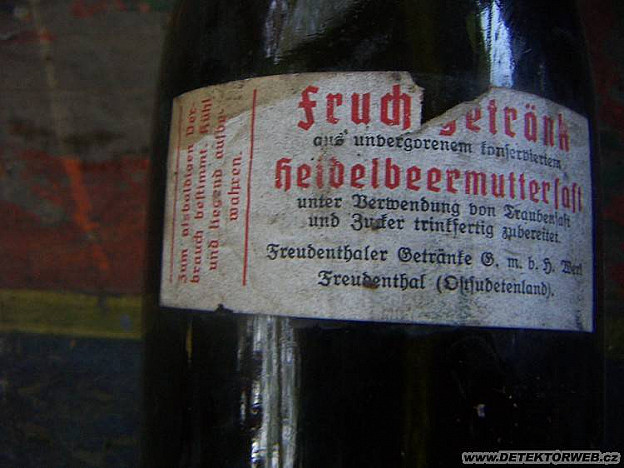 Zum alsbaldigen Ver-
brauch bestimmt. Kühl
und liegend aufbe-
wahren.
Fruch getränk
aus unvergorenem konservierten
Heidelbeermuttersaft
unter Verwendung von Traubensaft
und Zucker trinkfertig zubereitet.
Freudenthaler Getränke G. m. b. H. Werk
Freudenthal (Ostsudetenland).
www.DETEKTORWEB.cz